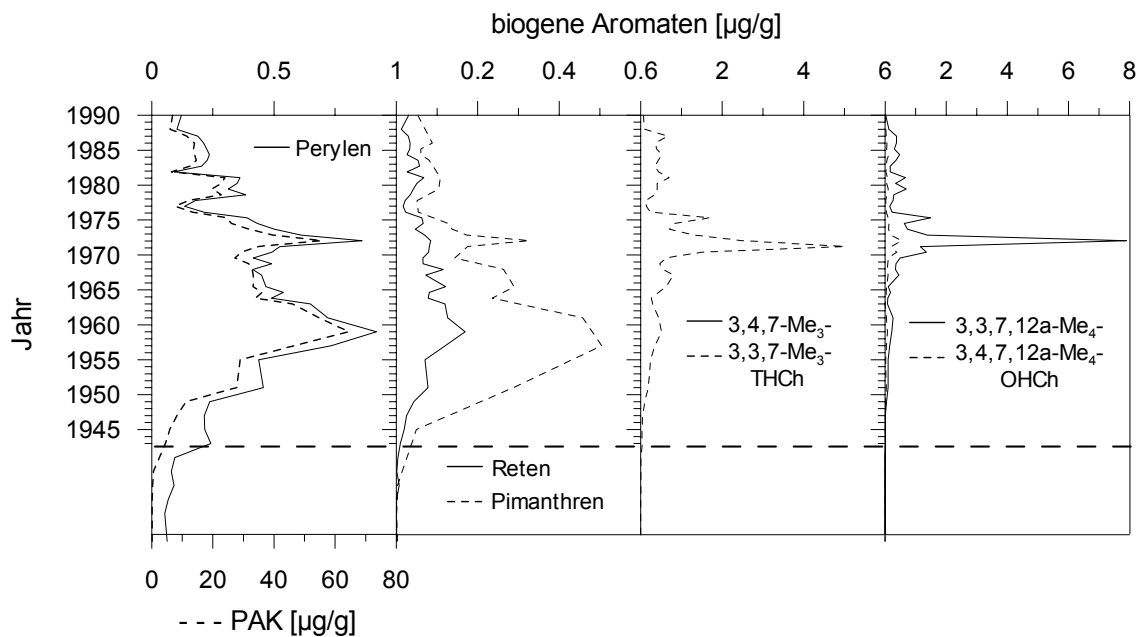 biogene Aromaten [µg/g]
0 0.5 1 0.2 0.4 0.6 2 4 6 2 4 6 8
Jahr
1990
1985
1980
1975
1970
1965
1960
1955
1950
1945
Perylen
Reten
Pimanthren
3,4,7-Me3-
3,3,7-Me3-
THCh
3,3,7,12a-Me4-
3,4,7,12a-Me4-
OHCh
0 20 40 60 80
PAK [µg/g]